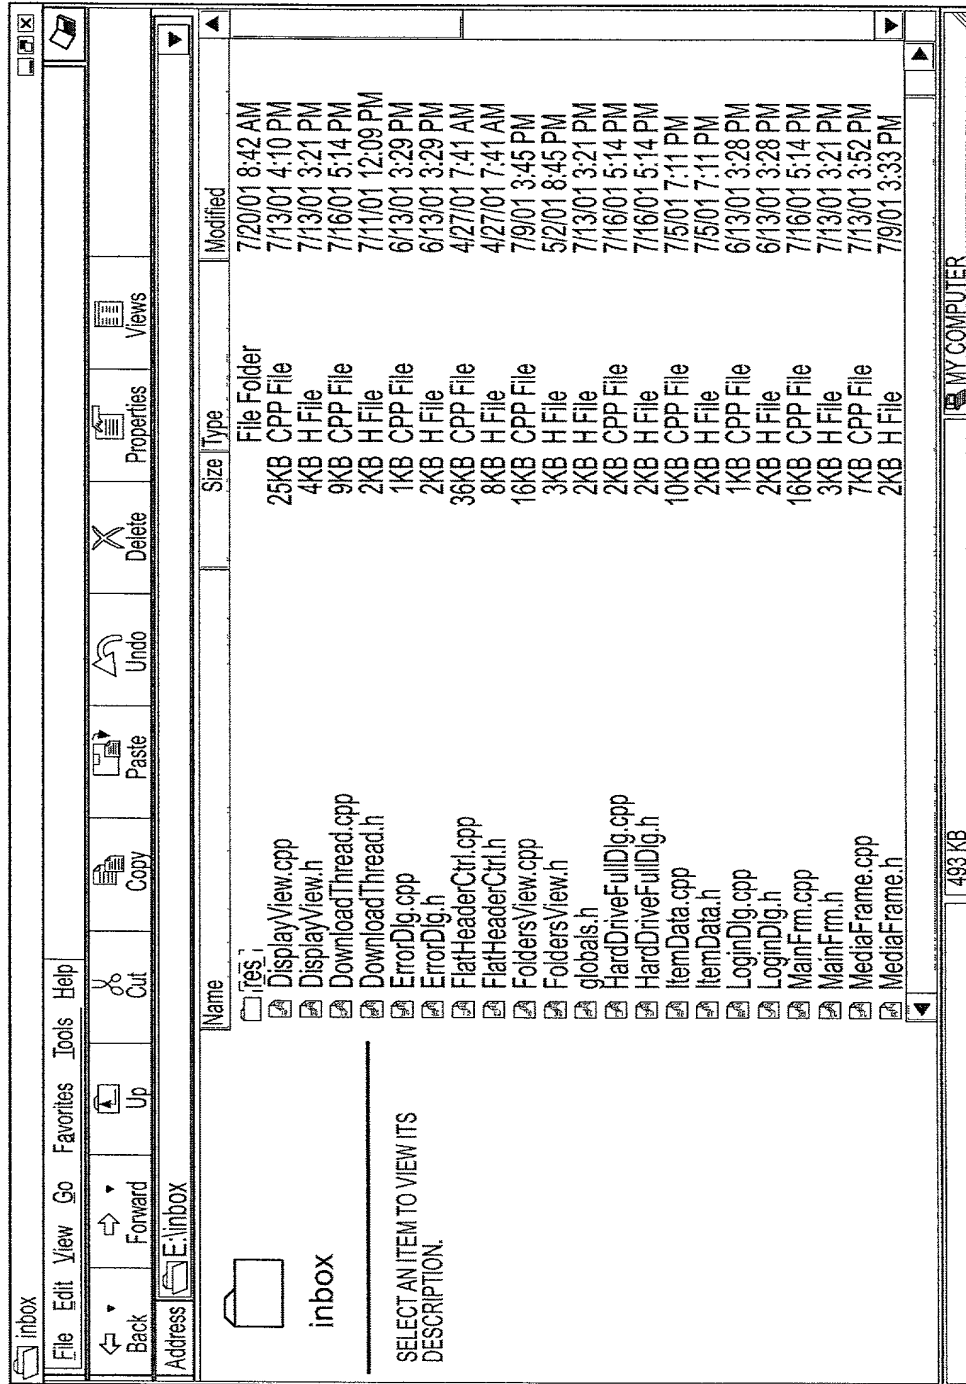 inbox
File Edit View Go Favorites Tools Help
Back Forward Up Cut Copy Paste Undo Delete Properties Views
Address E:\inbox
inbox
SELECT AN ITEM TO VIEW ITS
DESCRIPTION.
Name Size Type Modified
res File Folder 7/20/01 8:42 AM
DisplayView.cpp 25KB CPP File 7/13/01 4:10 PM
DisplayView.h 4KB H File 7/13/01 3:21 PM
DownloadThread.cpp 9KB CPP File 7/16/01 5:14 PM
DownloadThread.h 2KB H File 7/11/01 12:09 PM
ErrorDlg.cpp 1KB CPP File 6/13/01 3:29 PM
ErrorDlg.h 2KB H File 6/13/01 3:29 PM
FlatHeaderCtrl.cpp 36KB CPP File 4/27/01 7:41 AM
FlatHeaderCtrl.h 8KB H File 4/27/01 7:41 AM
FoldersView.cpp 16KB CPP File 7/9/01 3:45 PM
FoldersView.h 3KB H File 5/2/01 8:45 PM
globals.h 2KB H File 7/13/01 3:21 PM
HardDriveFullDlg.cpp 2KB CPP File 7/16/01 5:14 PM
HardDriveFullDlg.h 2KB H File 7/16/01 5:14 PM
ItemData.cpp 10KB CPP File 7/5/01 7:11 PM
ItemData.h 2KB H File 7/5/01 7:11 PM
LoginDlg.cpp 1KB CPP File 6/13/01 3:28 PM
LoginDlg.h 2KB H File 6/13/01 3:28 PM
MainFrm.cpp 16KB CPP File 7/16/01 5:14 PM
MainFrm.h 3KB H File 7/13/01 3:21 PM
MediaFrame.cpp 7KB CPP File 7/13/01 3:52 PM
MediaFrame.h 2KB H File 7/9/01 3:33 PM
493 KB MY COMPUTER